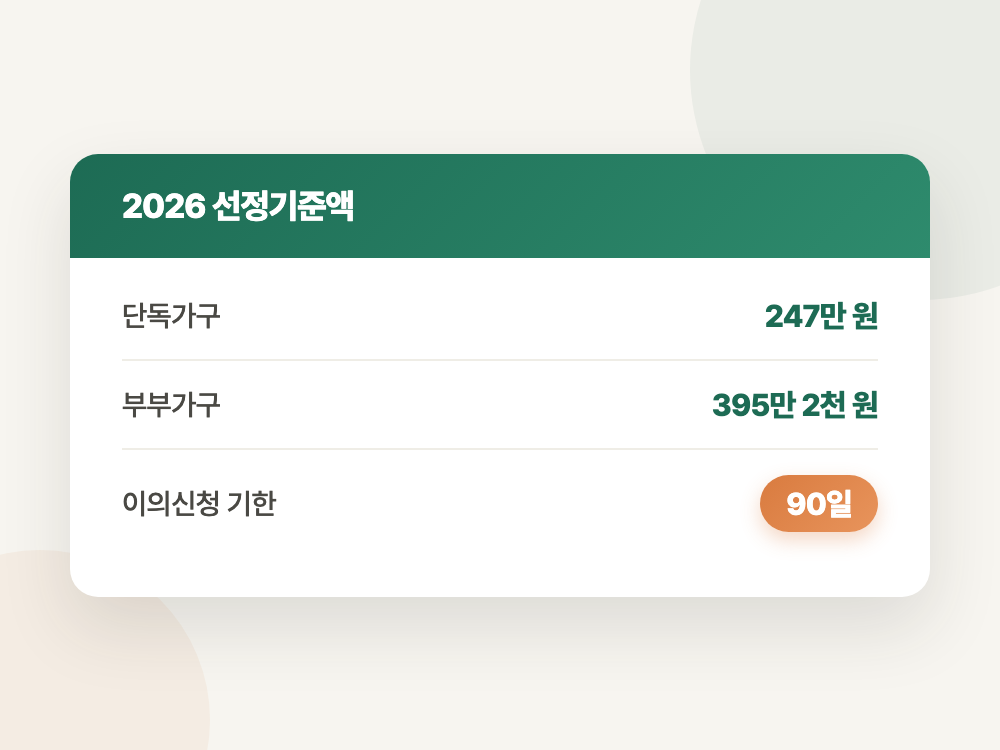 2026 선정기준액
단독가구 247만 원
부부가구 395만 2천 원
이의신청 기한 90일